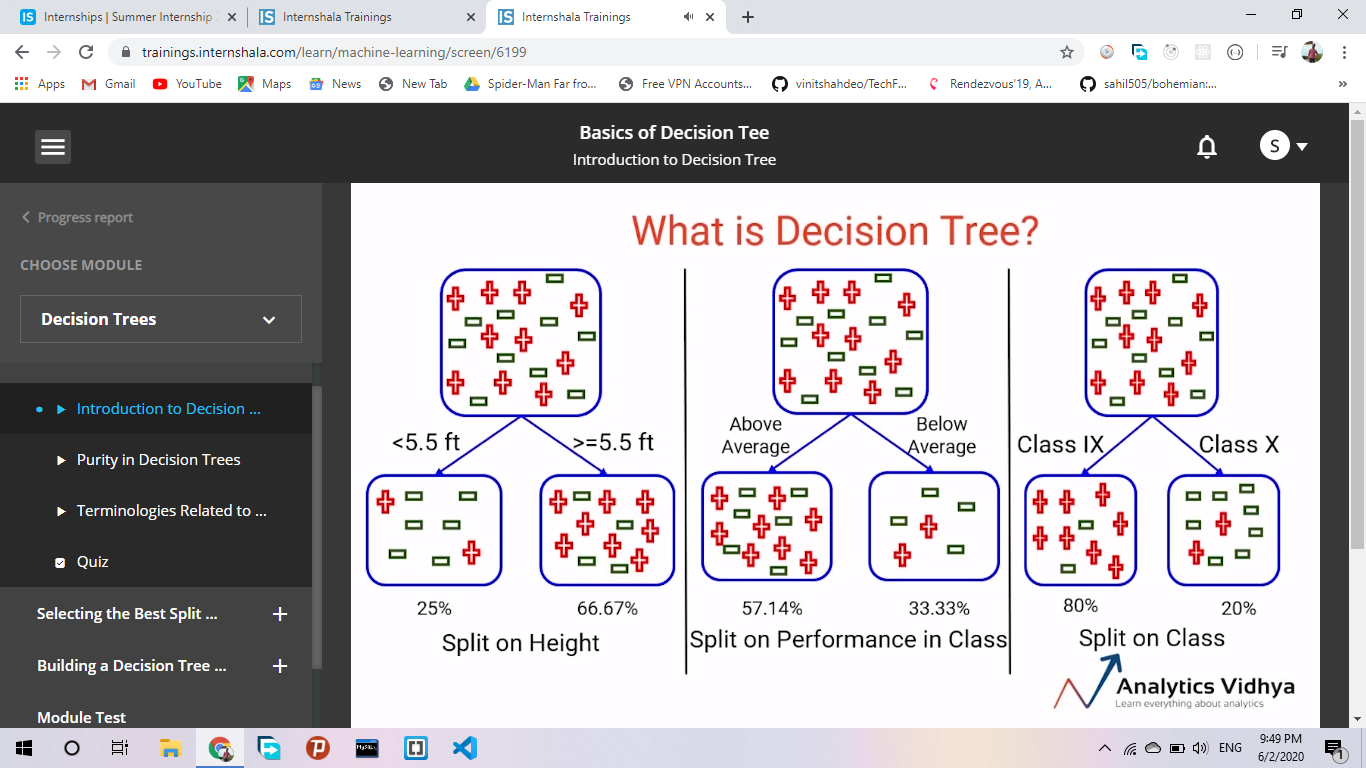 Internships | Summer Internship
Internshala Trainings
Internshala Trainings
trainings.internshala.com/learn/machine-learning/screen/6199
Apps
Gmail
YouTube
Maps
News
New Tab
Spider-Man Far fro...
Free VPN Accounts...
vinitshahdeo/TechF...
Rendezvous'19, A...
sahil505/bohemian:...
»
Basics of Decision Tee
Introduction to Decision Tree
S
Progress report
CHOOSE MODULE
Decision Trees
Introduction to Decision ...
Purity in Decision Trees
Terminologies Related to ...
Quiz
Selecting the Best Split ...
Building a Decision Tree ...
Module Test
What is Decision Tree?
<5.5 ft
>=5.5 ft
25%
66.67%
Split on Height
Above
Average
Below
Average
57.14%
33.33%
Split on Performance in Class
Class IX
Class X
80%
20%
Split on Class
Analytics Vidhya
Learn everything about analytics
ENG
9:49 PM
6/2/2020
1